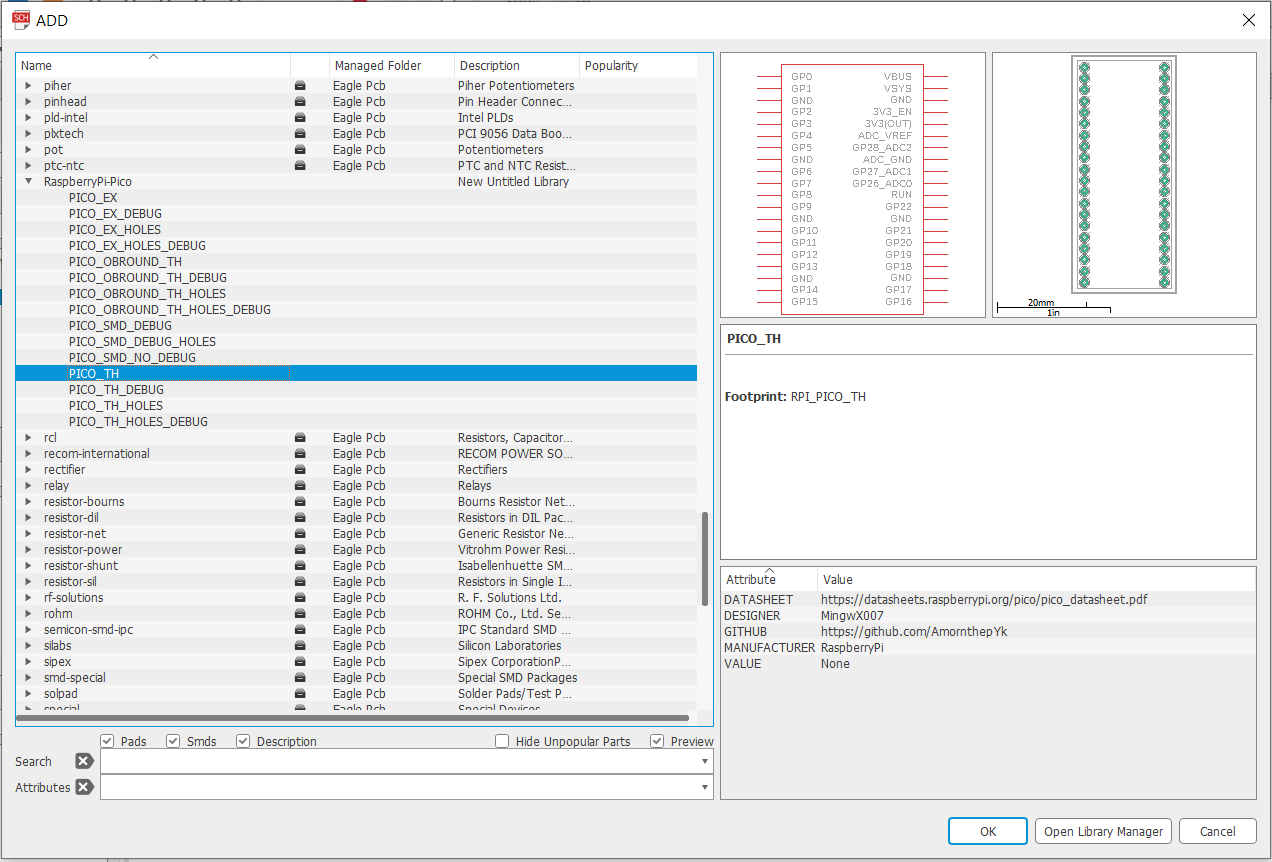 SCH ADD
Name Managed Folder Description Popularity
piher Eagle Pcb Piher Potentiometers
pinhead Eagle Pcb Pin Header Connec...
pld-intel Eagle Pcb Intel PLDs
plxtech Eagle Pcb PCI 9056 Data Boo...
pot Eagle Pcb Potentiometers
ptc-ntc Eagle Pcb PTC and NTC Resist...
RaspberryPi-Pico New Untitled Library
PICO_EX
PICO_EX_DEBUG
PICO_EX_HOLES
PICO_EX_HOLES_DEBUG
PICO_OBROUND_TH
PICO_OBROUND_TH_DEBUG
PICO_OBROUND_TH_HOLES
PICO_OBROUND_TH_HOLES_DEBUG
PICO_SMD_DEBUG
PICO_SMD_DEBUG_HOLES
PICO_SMD_NO_DEBUG
PICO_TH
PICO_TH_DEBUG
PICO_TH_HOLES
PICO_TH_HOLES_DEBUG
rcl Eagle Pcb Resistors, Capacitor...
recom-international Eagle Pcb RECOM POWER SO...
rectifier Eagle Pcb Rectifiers
relay Eagle Pcb Relays
resistor-bourns Eagle Pcb Bourns Resistor Net...
resistor-dil Eagle Pcb Resistors in DIL Pac...
resistor-net Eagle Pcb Generic Resistor Ne...
resistor-power Eagle Pcb Vitrohm Power Resi...
resistor-shunt Eagle Pcb Isabellenhuette SM...
resistor-sil Eagle Pcb Resistors in Single I...
rf-solutions Eagle Pcb R. F. Solutions Ltd.
rohm Eagle Pcb ROHM Co., Ltd. Se...
semicon-smd-ipc Eagle Pcb IPC Standard SMD ...
silabs Eagle Pcb Silicon Laboratories
sipex Eagle Pcb Sipex CorporationP...
smd-special Eagle Pcb Special SMD Packages
solpad Eagle Pcb Solder Pads/Test P...
special Eagle Pcb Special Devices
Pads Smds Description Hide Unpopular Parts Preview
Search
Attributes
GP0 VBUS
GP1 VSYS
GND GND
GP2 3V3_EN
GP3 3V3(OUT)
GP4 ADC_VREF
GP5 GP28_ADC2
GND ADC_GND
GP6 GP27_ADC1
GP7 GP26_ADC0
GP8 RUN
GP9 GP22
GND GND
GP10 GP21
GP11 GP20
GP12 GP19
GP13 GP18
GND GND
GP14 GP17
GP15 GP16
20mm
1in
PICO_TH
Footprint: RPI_PICO_TH
Attribute Value
DATASHEET https://datasheets.raspberrypi.org/pico/pico_datasheet.pdf
DESIGNER MingwX007
GITHUB https://github.com/AmornthepYk
MANUFACTURER RaspberryPi
VALUE None
OK Open Library Manager Cancel